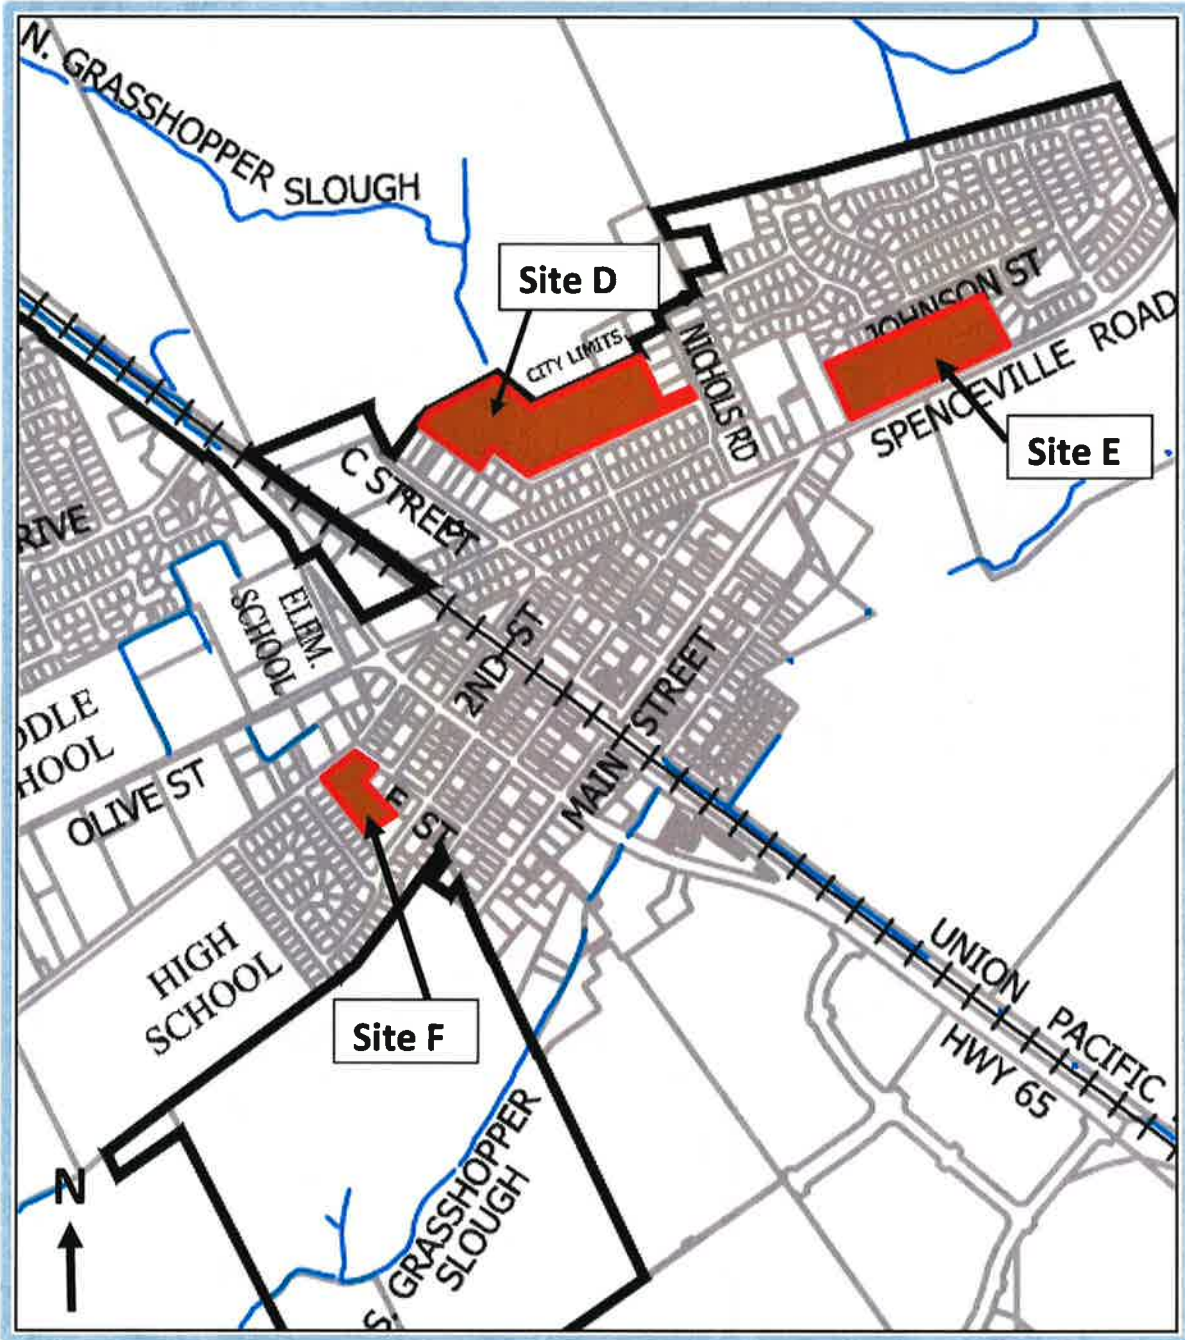 N. GRASSHOPPER SLOUGH
Site D
CITY LIMITS
NICHOLS RD
JOHNSON ST
SPENCEVILLE ROAD
Site E
C STREET
RIVE
ELEM.
SCHOOL
2ND ST
MAIN STREET
DDLE
HOOL
OLIVE ST
E ST
HIGH
SCHOOL
Site F
UNION PACIFIC
HWY 65
S. GRASSHOPPER
SLOUGH
N